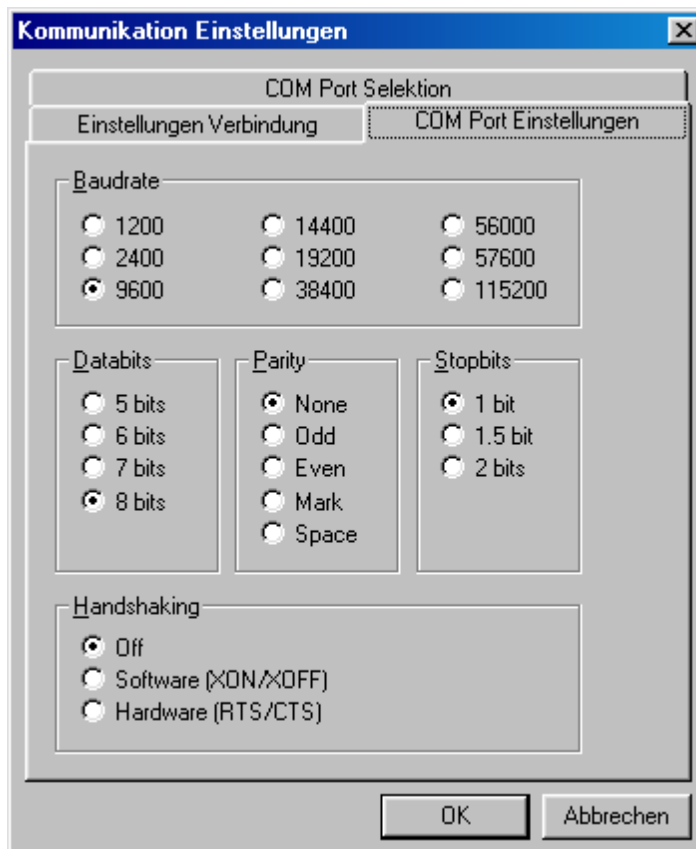 Kommunikation Einstellungen
COM Port Selektion
Einstellungen Verbindung
COM Port Einstellungen
Baudrate
1200 14400 56000
2400 19200 57600
9600 38400 115200
Databits
5 bits
6 bits
7 bits
8 bits
Parity
None
Odd
Even
Mark
Space
Stopbits
1 bit
1.5 bit
2 bits
Handshaking
Off
Software (XON/XOFF)
Hardware (RTS/CTS)
OK
Abbrechen